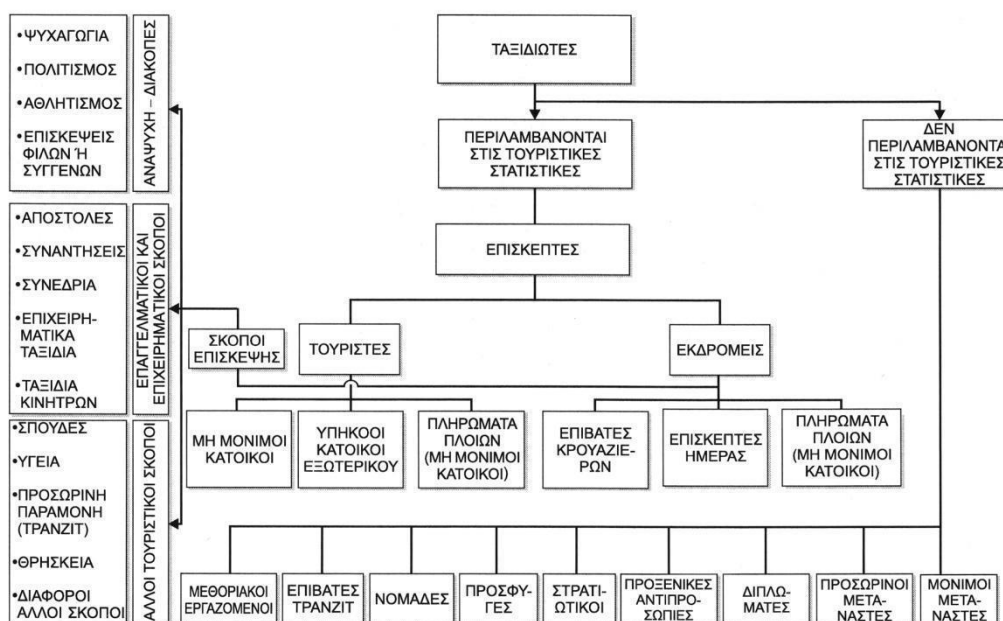 •ΨΥΧΑΓΩΓΙΑ
•ΠΟΛΙΤΙΣΜΟΣ
•ΑΘΛΗΤΙΣΜΟΣ
•ΕΠΙΣΚΕΨΕΙΣ
ΦΙΛΩΝ Ή
ΣΥΓΓΕΝΩΝ
ΑΝΑΨΥΧΗ – ΔΙΑΚΟΠΕΣ
•ΑΠΟΣΤΟΛΕΣ
•ΣΥΝΑΝΤΗΣΕΙΣ
•ΣΥΝΕΔΡΙΑ
•ΕΠΙΧΕΙΡΗ-
ΜΑΤΙΚΑ
ΤΑΞΙΔΙΑ
•ΤΑΞΙΔΙΑ
ΚΙΝΗΤΡΩΝ
ΕΠΑΓΓΕΛΜΑΤΙΚΟΙ ΚΑΙ
ΕΠΙΧΕΙΡΗΜΑΤΙΚΟΙ ΣΚΟΠΟΙ
•ΣΠΟΥΔΕΣ
•ΥΓΕΙΑ
•ΠΡΟΣΩΡΙΝΗ
ΠΑΡΑΜΟΝΗ
(ΤΡΑΝΖΙΤ)
•ΘΡΗΣΚΕΙΑ
•ΔΙΑΦΟΡΟΙ
ΑΛΛΟΙ ΣΚΟΠΟΙ
ΑΛΛΟΙ ΤΟΥΡΙΣΤΙΚΟΙ ΣΚΟΠΟΙ
ΤΑΞΙΔΙΩΤΕΣ
ΠΕΡΙΛΑΜΒΑΝΟΝΤΑΙ
ΣΤΙΣ ΤΟΥΡΙΣΤΙΚΕΣ
ΣΤΑΤΙΣΤΙΚΕΣ
ΔΕΝ
ΠΕΡΙΛΑΜΒΑΝΟΝΤΑΙ
ΣΤΙΣ ΤΟΥΡΙΣΤΙΚΕΣ
ΣΤΑΤΙΣΤΙΚΕΣ
ΕΠΙΣΚΕΠΤΕΣ
ΣΚΟΠΟΙ
ΕΠΙΣΚΕΨΗΣ
ΤΟΥΡΙΣΤΕΣ
ΕΚΔΡΟΜΕΙΣ
ΜΗ ΜΟΝΙΜΟΙ
ΚΑΤΟΙΚΟΙ
ΥΠΗΚΟΟΙ
ΚΑΤΟΙΚΟΙ
ΕΞΩΤΕΡΙΚΟΥ
ΠΛΗΡΩΜΑΤΑ
ΠΛΟΙΩΝ
(ΜΗ ΜΟΝΙΜΟΙ
ΚΑΤΟΙΚΟΙ)
ΕΠΙΒΑΤΕΣ
ΚΡΟΥΑΖΙΕ-
ΡΩΝ
ΕΠΙΣΚΕΠΤΕΣ
ΗΜΕΡΑΣ
ΠΛΗΡΩΜΑΤΑ
ΠΛΟΙΩΝ
(ΜΗ ΜΟΝΙΜΟΙ
ΚΑΤΟΙΚΟΙ)
ΜΕΘΟΡΙΑΚΟΙ
ΕΡΓΑΖΟΜΕΝΟΙ
ΕΠΙΒΑΤΕΣ
ΤΡΑΝΖΙΤ
ΝΟΜΑΔΕΣ
ΠΡΟΣΦΥ-
ΓΕΣ
ΣΤΡΑΤΙ-
ΩΤΙΚΟΙ
ΠΡΟΞΕΝΙΚΕΣ
ΑΝΤΙΠΡΟ-
ΣΩΠΙΕΣ
ΔΙΠΛΩ-
ΜΑΤΕΣ
ΠΡΟΣΩΡΙΝΟΙ
ΜΕΤΑ-
ΝΑΣΤΕΣ
ΜΟΝΙΜΟΙ
ΜΕΤΑ-
ΝΑΣΤΕΣ